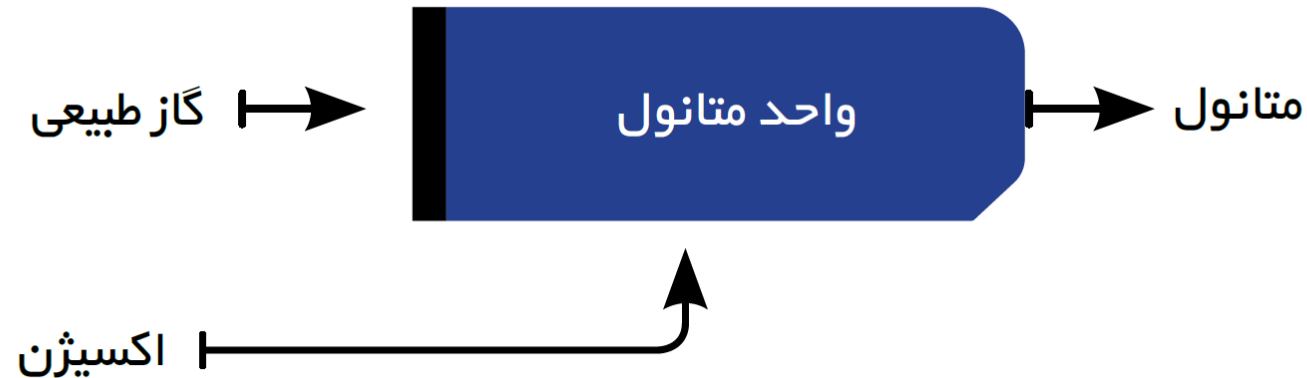 گاز طبیعی
واحد متانول
متانول
اکسیژن